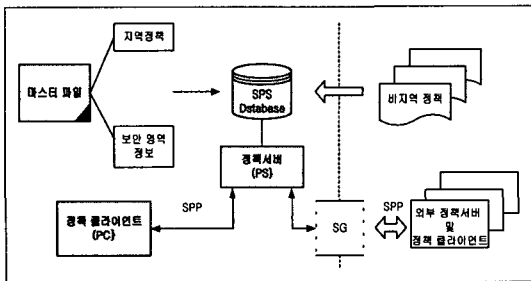 지역정책
마스터 파일
보안 영역
정보
SPS
Database
비지역 정책
정책서버
(PS)
정책 클라이언트
(PC)
SPP
SG
SPP
외부 정책서버
및
정책 클라이언트